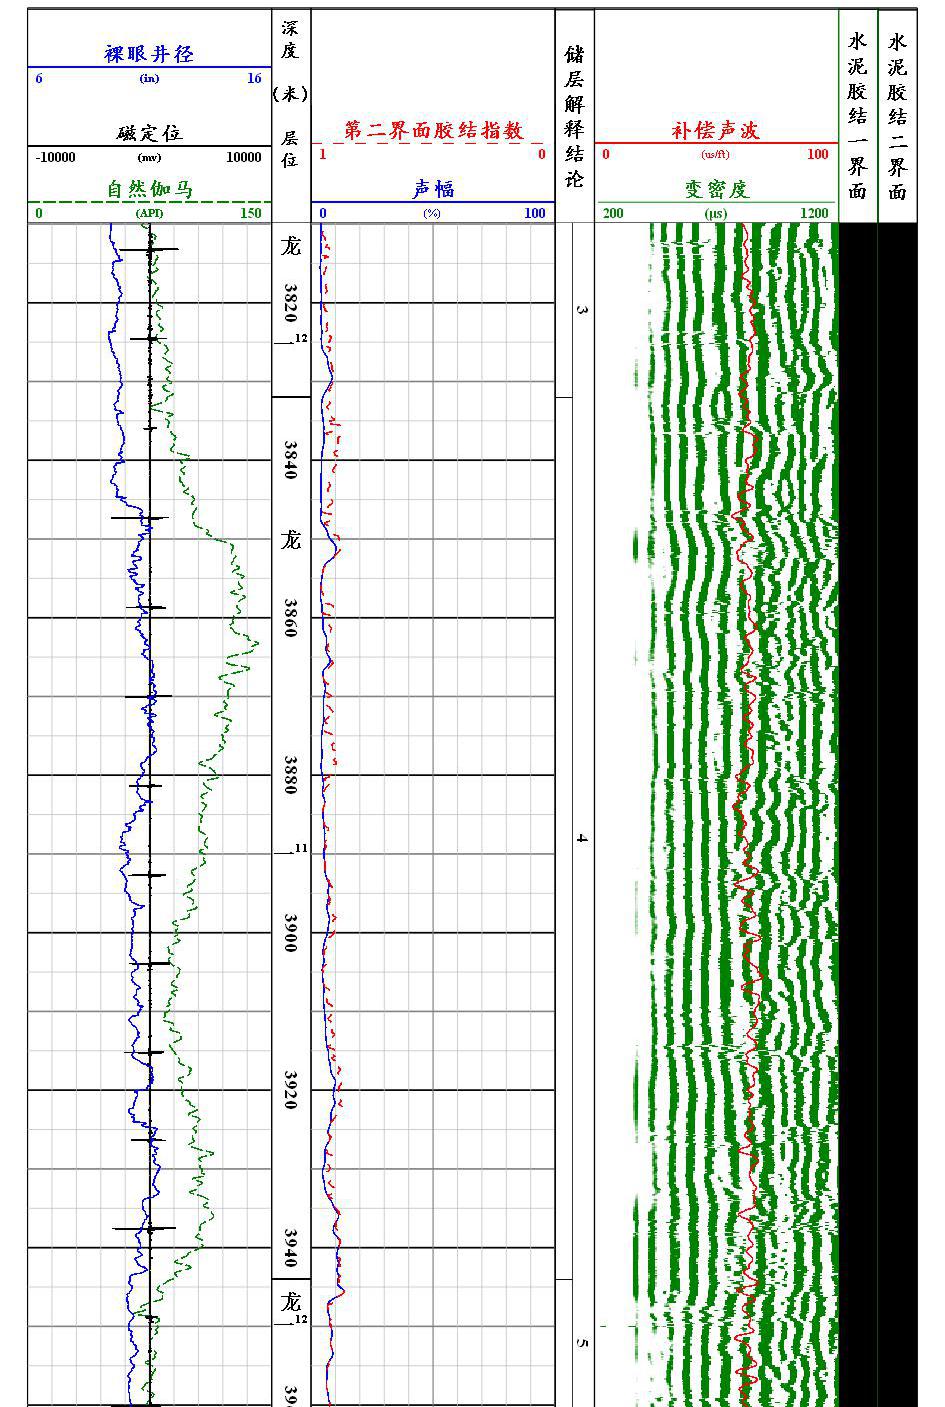 裸眼井径
6 (in) 16
磁定位
-10000 (mv) 10000
自然伽马
0 (API) 150
深度
(米)
层位
第二界面胶结指数
1 0
声幅
0 (%) 100
储层解释结论
补偿声波
0 (us/ft) 100
变密度
200 (μs) 1200
水泥胶结一界面
水泥胶结二界面
龙
3820
12
3
3840
龙
3860
3880
11
4
3900
3920
3940
龙
12
5